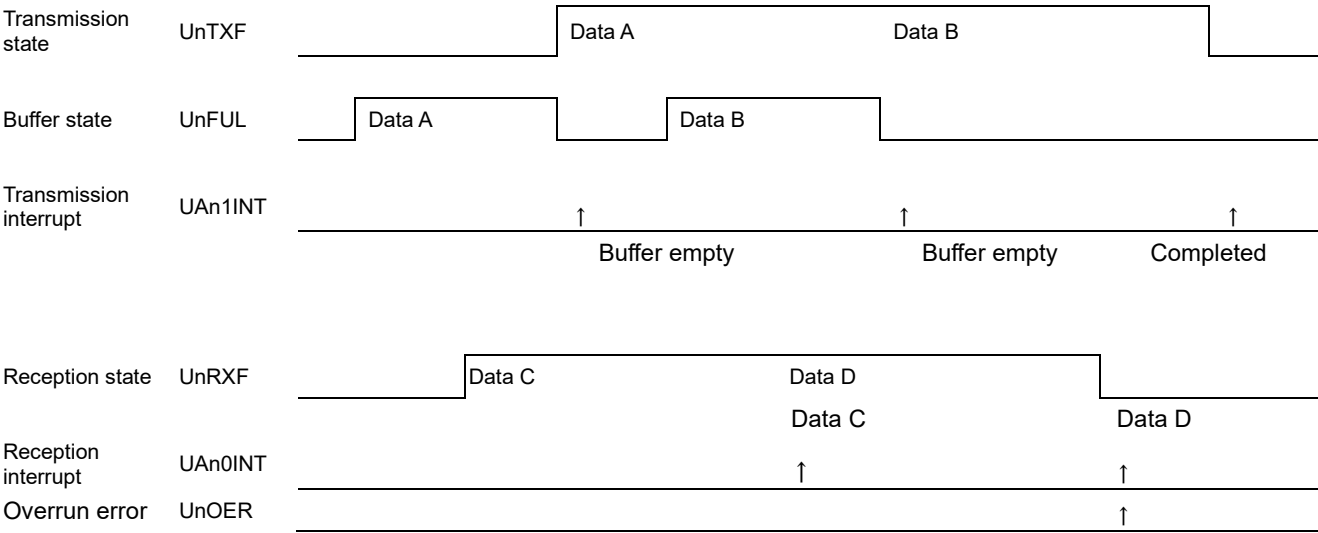 Transmission
state
UnTXF
Data A
Data B
Buffer state
UnFUL
Data A
Data B
Transmission
interrupt
UAn1INT
↑
↑
↑
Buffer empty
Buffer empty
Completed
Reception state
UnRXF
Data C
Data D
Data C
Data D
Reception
interrupt
UAn0INT
↑
↑
Overrun error
UnOER
↑